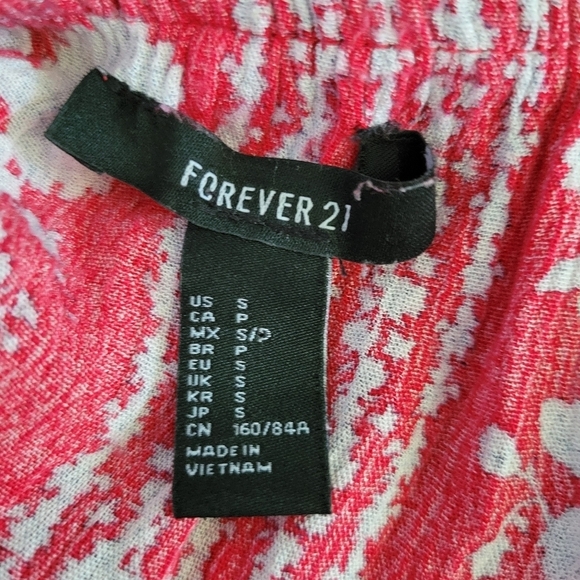 FOREVER 21
US S
CA P
MX S/P
BR P
EU S
UK S
KR S
JP S
CN 160/84A
MADE IN
VIETNAM